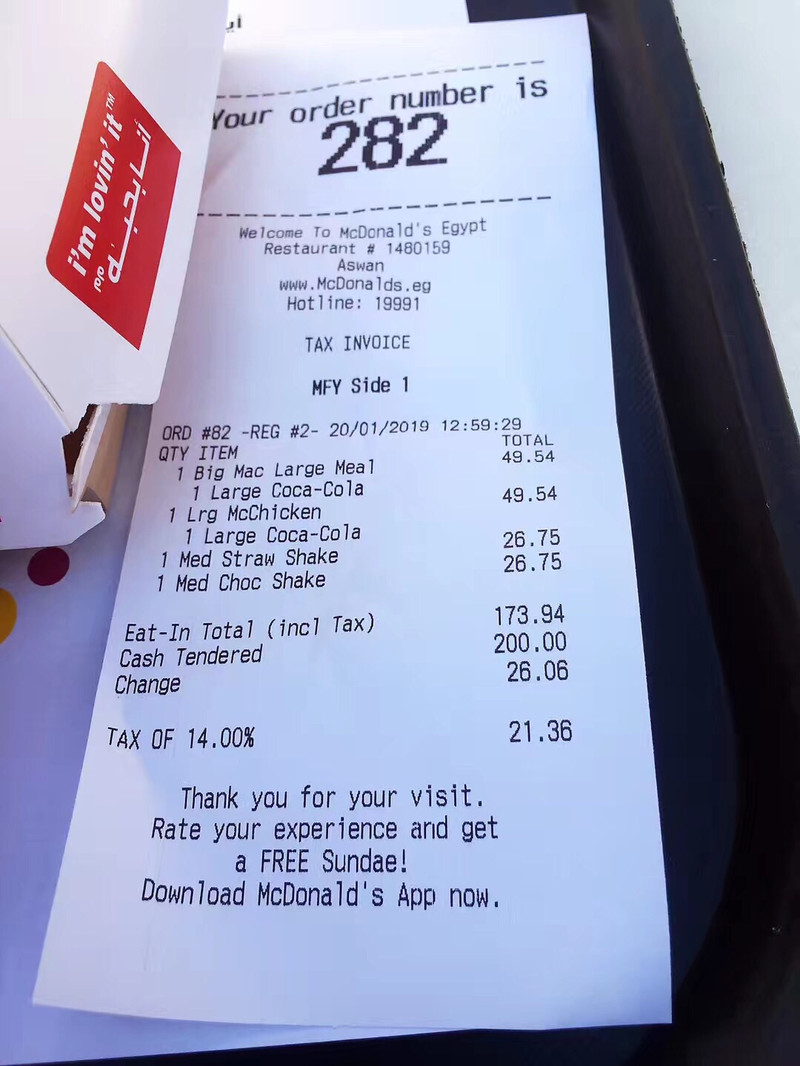 i'm lovin' it™
Your order number is
282
Welcome To McDonald's Egypt
Restaurant # 1480159
Aswan
www.McDonalds.eg
Hotline: 19991
TAX INVOICE
MFY Side 1
ORD #82 -REG #2- 20/01/2019 12:59:29
QTY ITEM TOTAL
1 Big Mac Large Meal 49.54
1 Large Coca-Cola
1 Lrg McChicken 49.54
1 Large Coca-Cola
1 Med Straw Shake 26.75
1 Med Choc Shake 26.75
Eat-In Total (incl Tax) 173.94
Cash Tendered 200.00
Change 26.06
TAX OF 14.00% 21.36
Thank you for your visit.
Rate your experience and get
a FREE Sundae!
Download McDonald's App now.